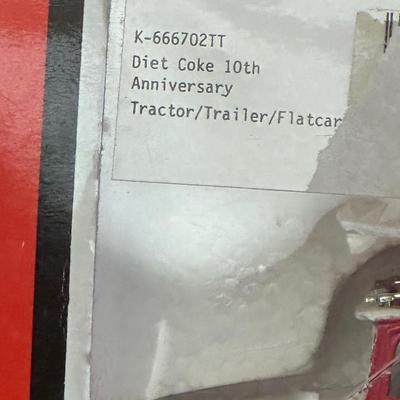 K-666702TT
Diet Coke 10th
Anniversary
Tractor/Trailer/Flatcar